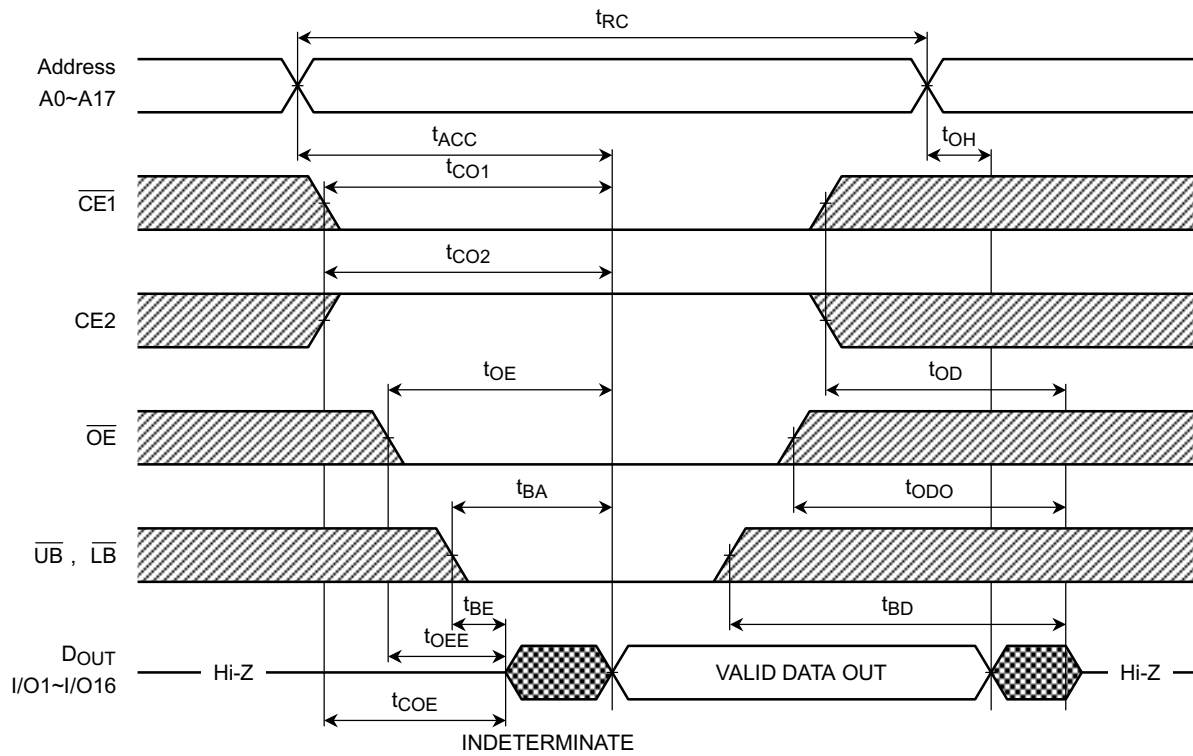 tRC
Address
A0~A17
tACC
tOH
tCO1
CE1
tCO2
CE2
tOE
tOD
OE
tBA
tODO
UB , LB
tBE
tBD
tOEE
DOUT
I/O1~I/O16
Hi-Z
VALID DATA OUT
Hi-Z
tCOE
INDETERMINATE